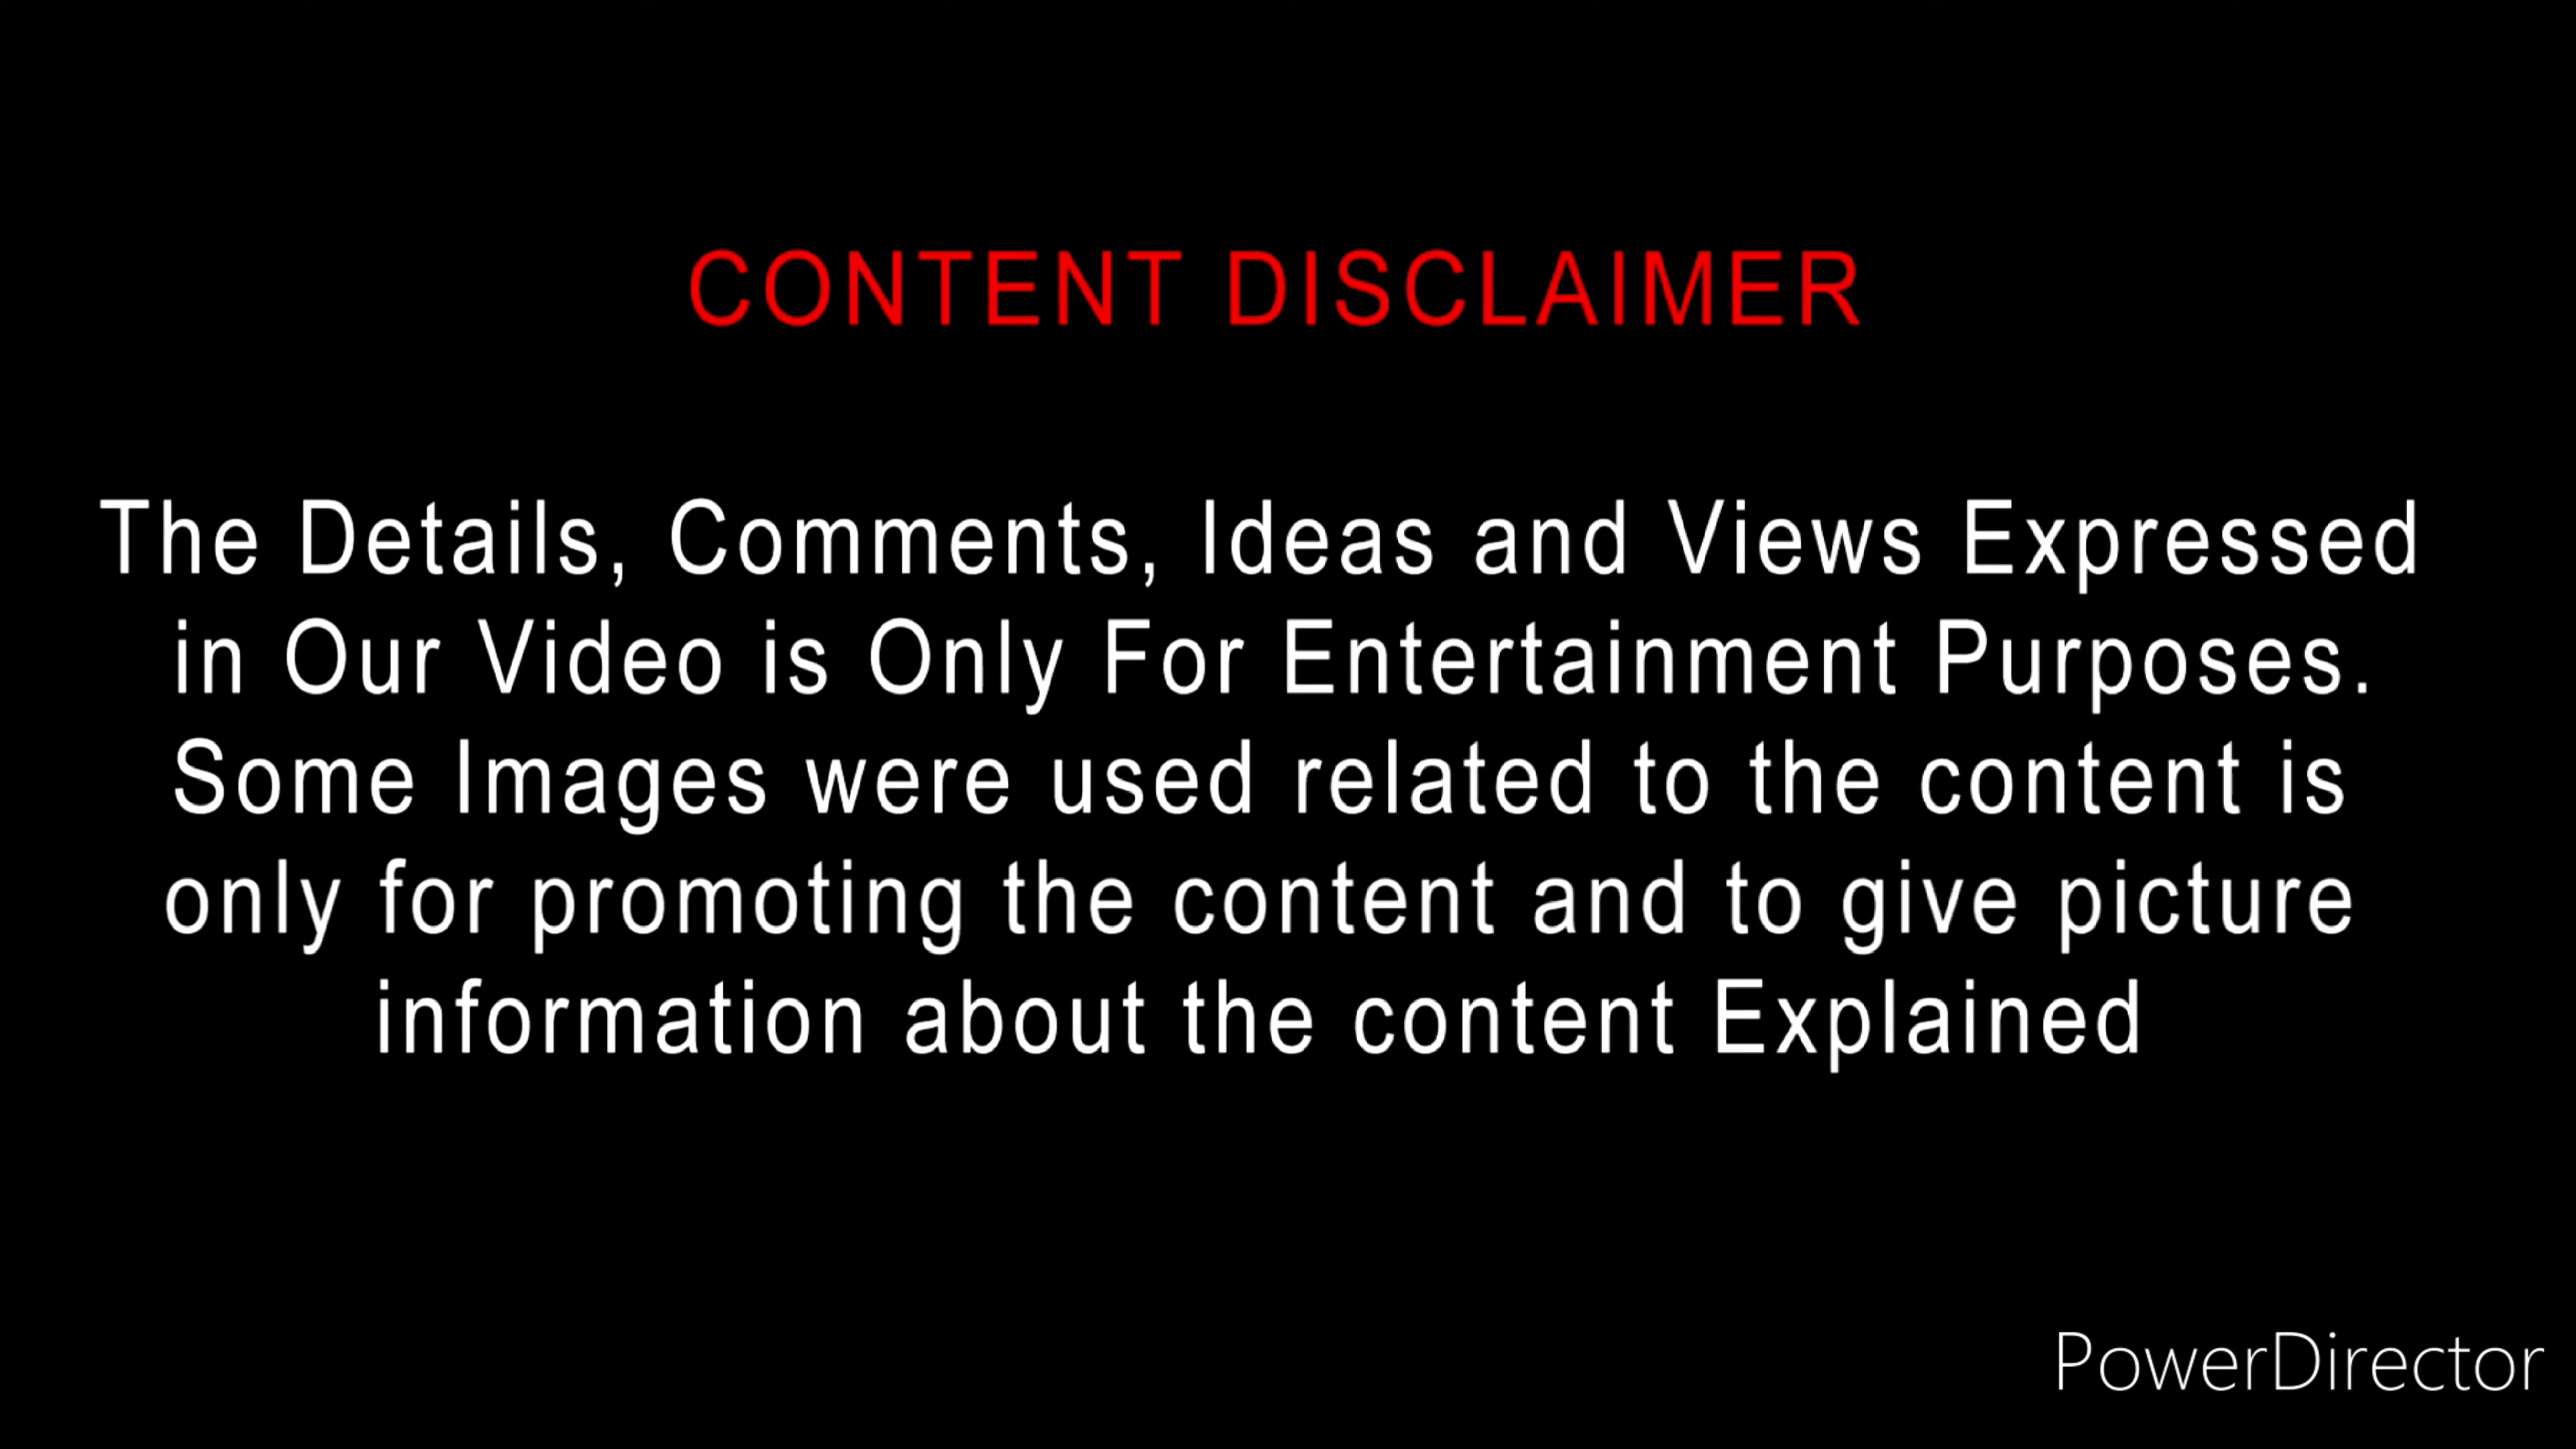 CONTENT DISCLAIMER
The Details, Comments, Ideas and Views Expressed
in Our Video is Only For Entertainment Purposes.
Some Images were used related to the content is
only for promoting the content and to give picture
information about the content Explained
PowerDirector